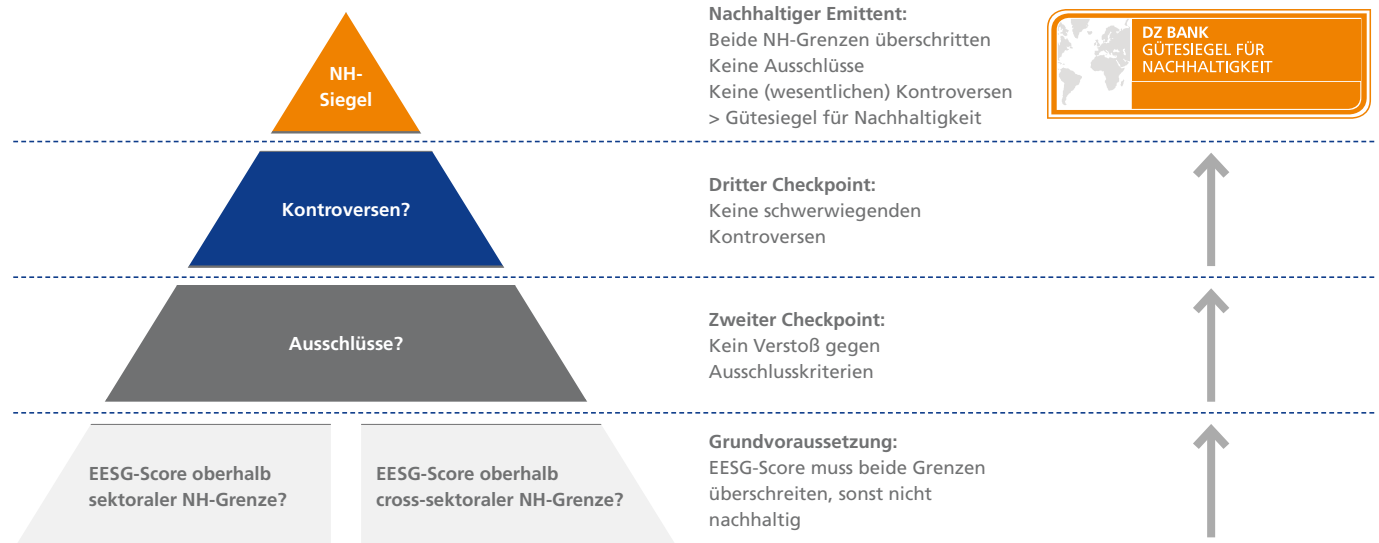 NH-
Siegel
Nachhaltiger Emittent:
Beide NH-Grenzen überschritten
Keine Ausschlüsse
Keine (wesentlichen) Kontroversen
> Gütesiegel für Nachhaltigkeit
DZ BANK
GÜTESIEGEL FÜR
NACHHALTIGKEIT
Kontroversen?
Dritter Checkpoint:
Keine schwerwiegenden
Kontroversen
Ausschlüsse?
Zweiter Checkpoint:
Kein Verstoß gegen
Ausschlusskriterien
EESG-Score oberhalb
sektoraler NH-Grenze?
EESG-Score oberhalb
cross-sektoraler NH-Grenze?
Grundvoraussetzung:
EESG-Score muss beide Grenzen
überschreiten, sonst nicht
nachhaltig